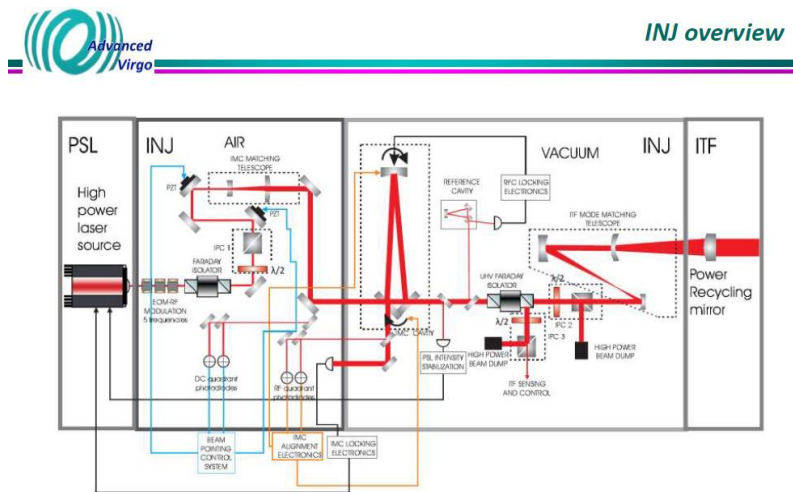 Advanced
Virgo
INJ overview
PSL
INJ
AIR
VACUUM
INJ
ITF
High
power
laser
source
IMC MATCHING
TELESCOPE
PZT
PZT
IPC 1
λ/2
FARADAY
ISOLATOR
EOM-RF
MODULATION
5 frequencies
DC quadrant
photodiodes
RF quadrant
photodiodes
BEAM
POINTING
CONTROL
SYSTEM
IMC
ALIGNMENT
ELECTRONICS
IMC LOCKING
ELECTRONICS
IMC CAVITY
REFERENCE
CAVITY
RFC LOCKING
ELECTRONICS
PSL INTENSITY
STABILIZATION
UHV FARADAY
ISOLATOR
λ/2
λ/2
IPC 2
IPC 3
HIGH POWER
BEAM DUMP
HIGH POWER
BEAM DUMP
ITF SENSING
AND CONTROL
ITF MODE MATCHING
TELESCOPE
Power
Recycling
mirror